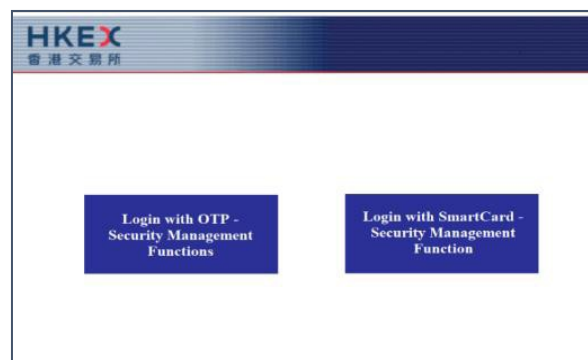 HKEX
香港交易所
Login with OTP -
Security Management
Functions
Login with SmartCard -
Security Management
Function